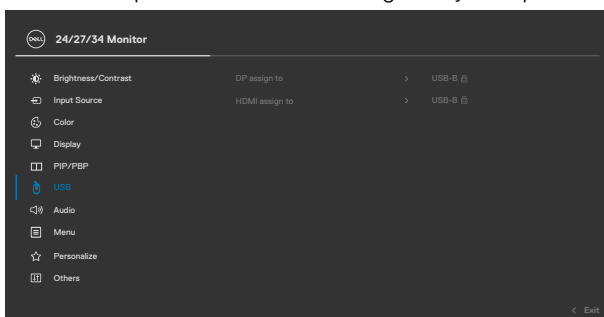 DELL
24/27/34 Monitor
Brightness/Contrast DP assign to > USB-B
Input Source HDMI assign to > USB-B
Color
Display
PIP/PBP
USB
Audio
Menu
Personalize
Others
< Exit